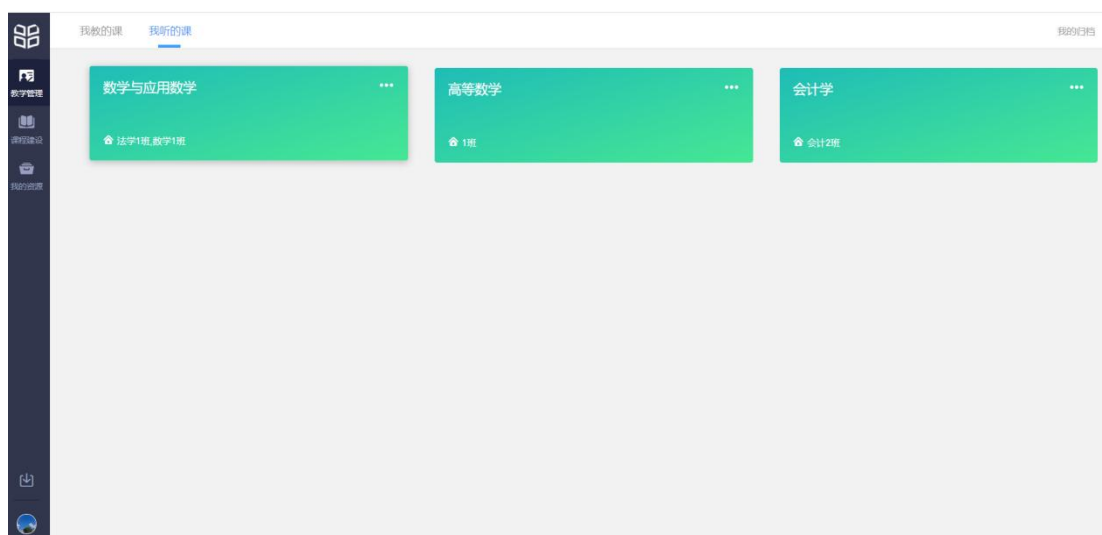 我教的课 我听的课 我的归档
教学管理
课程建设
我的资源
数学与应用数学
法学1班,数学1班
高等数学
1班
会计学
会计2班